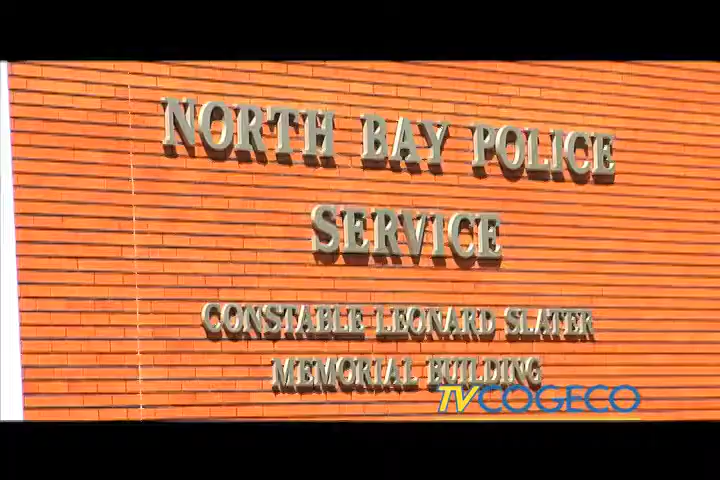 NORTH BAY POLICE
SERVICE
CONSTABLE LEONARD SLATER
MEMORIAL BUILDING
TVCOGECO